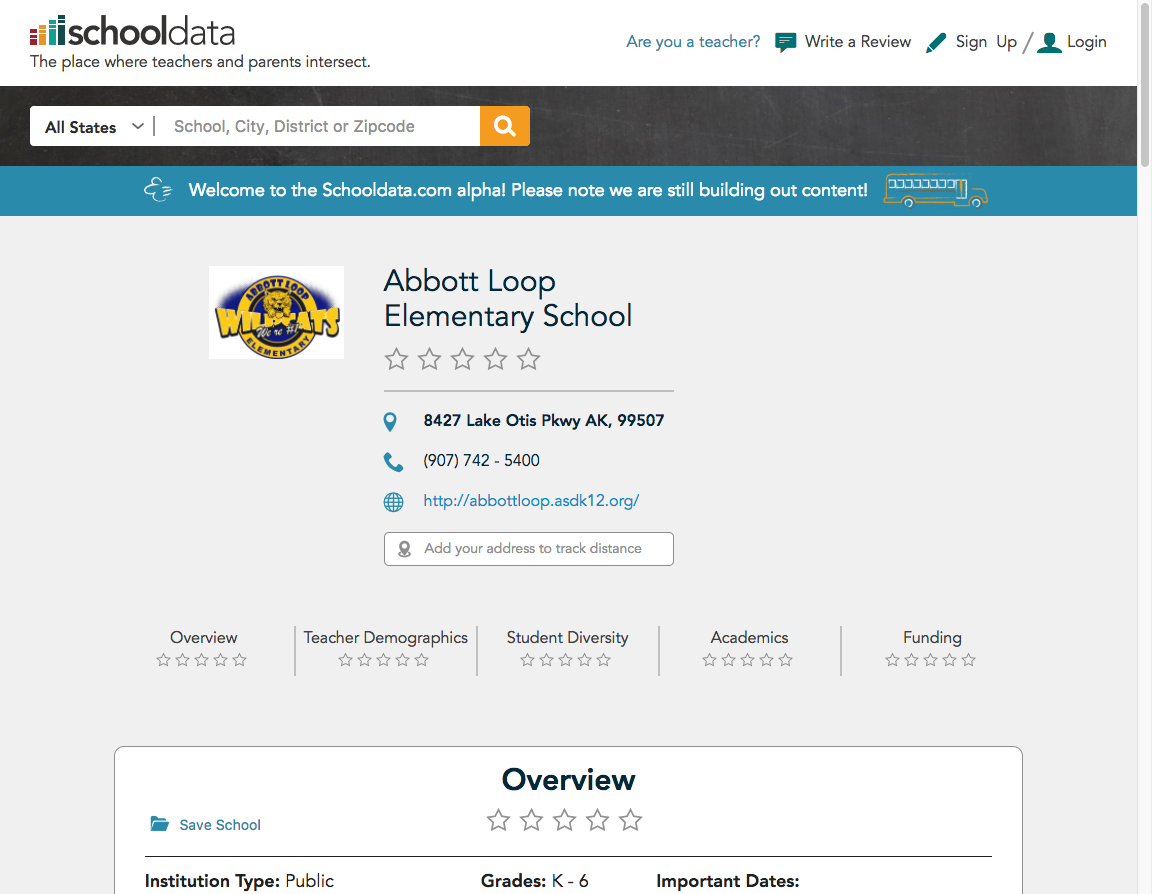 schooldata
The place where teachers and parents intersect.
Are you a teacher?
Write a Review
Sign Up / Login
All States
School, City, District or Zipcode
Welcome to the Schooldata.com alpha! Please note we are still building out content!
ABBOTT LOOP
WILDCATS
We're #1!
ELEMENTARY
Abbott Loop
Elementary School
8427 Lake Otis Pkwy AK, 99507
(907) 742 - 5400
http://abbottloop.asdk12.org/
Add your address to track distance
Overview
Teacher Demographics
Student Diversity
Academics
Funding
Overview
Save School
Institution Type: Public
Grades: K - 6
Important Dates: